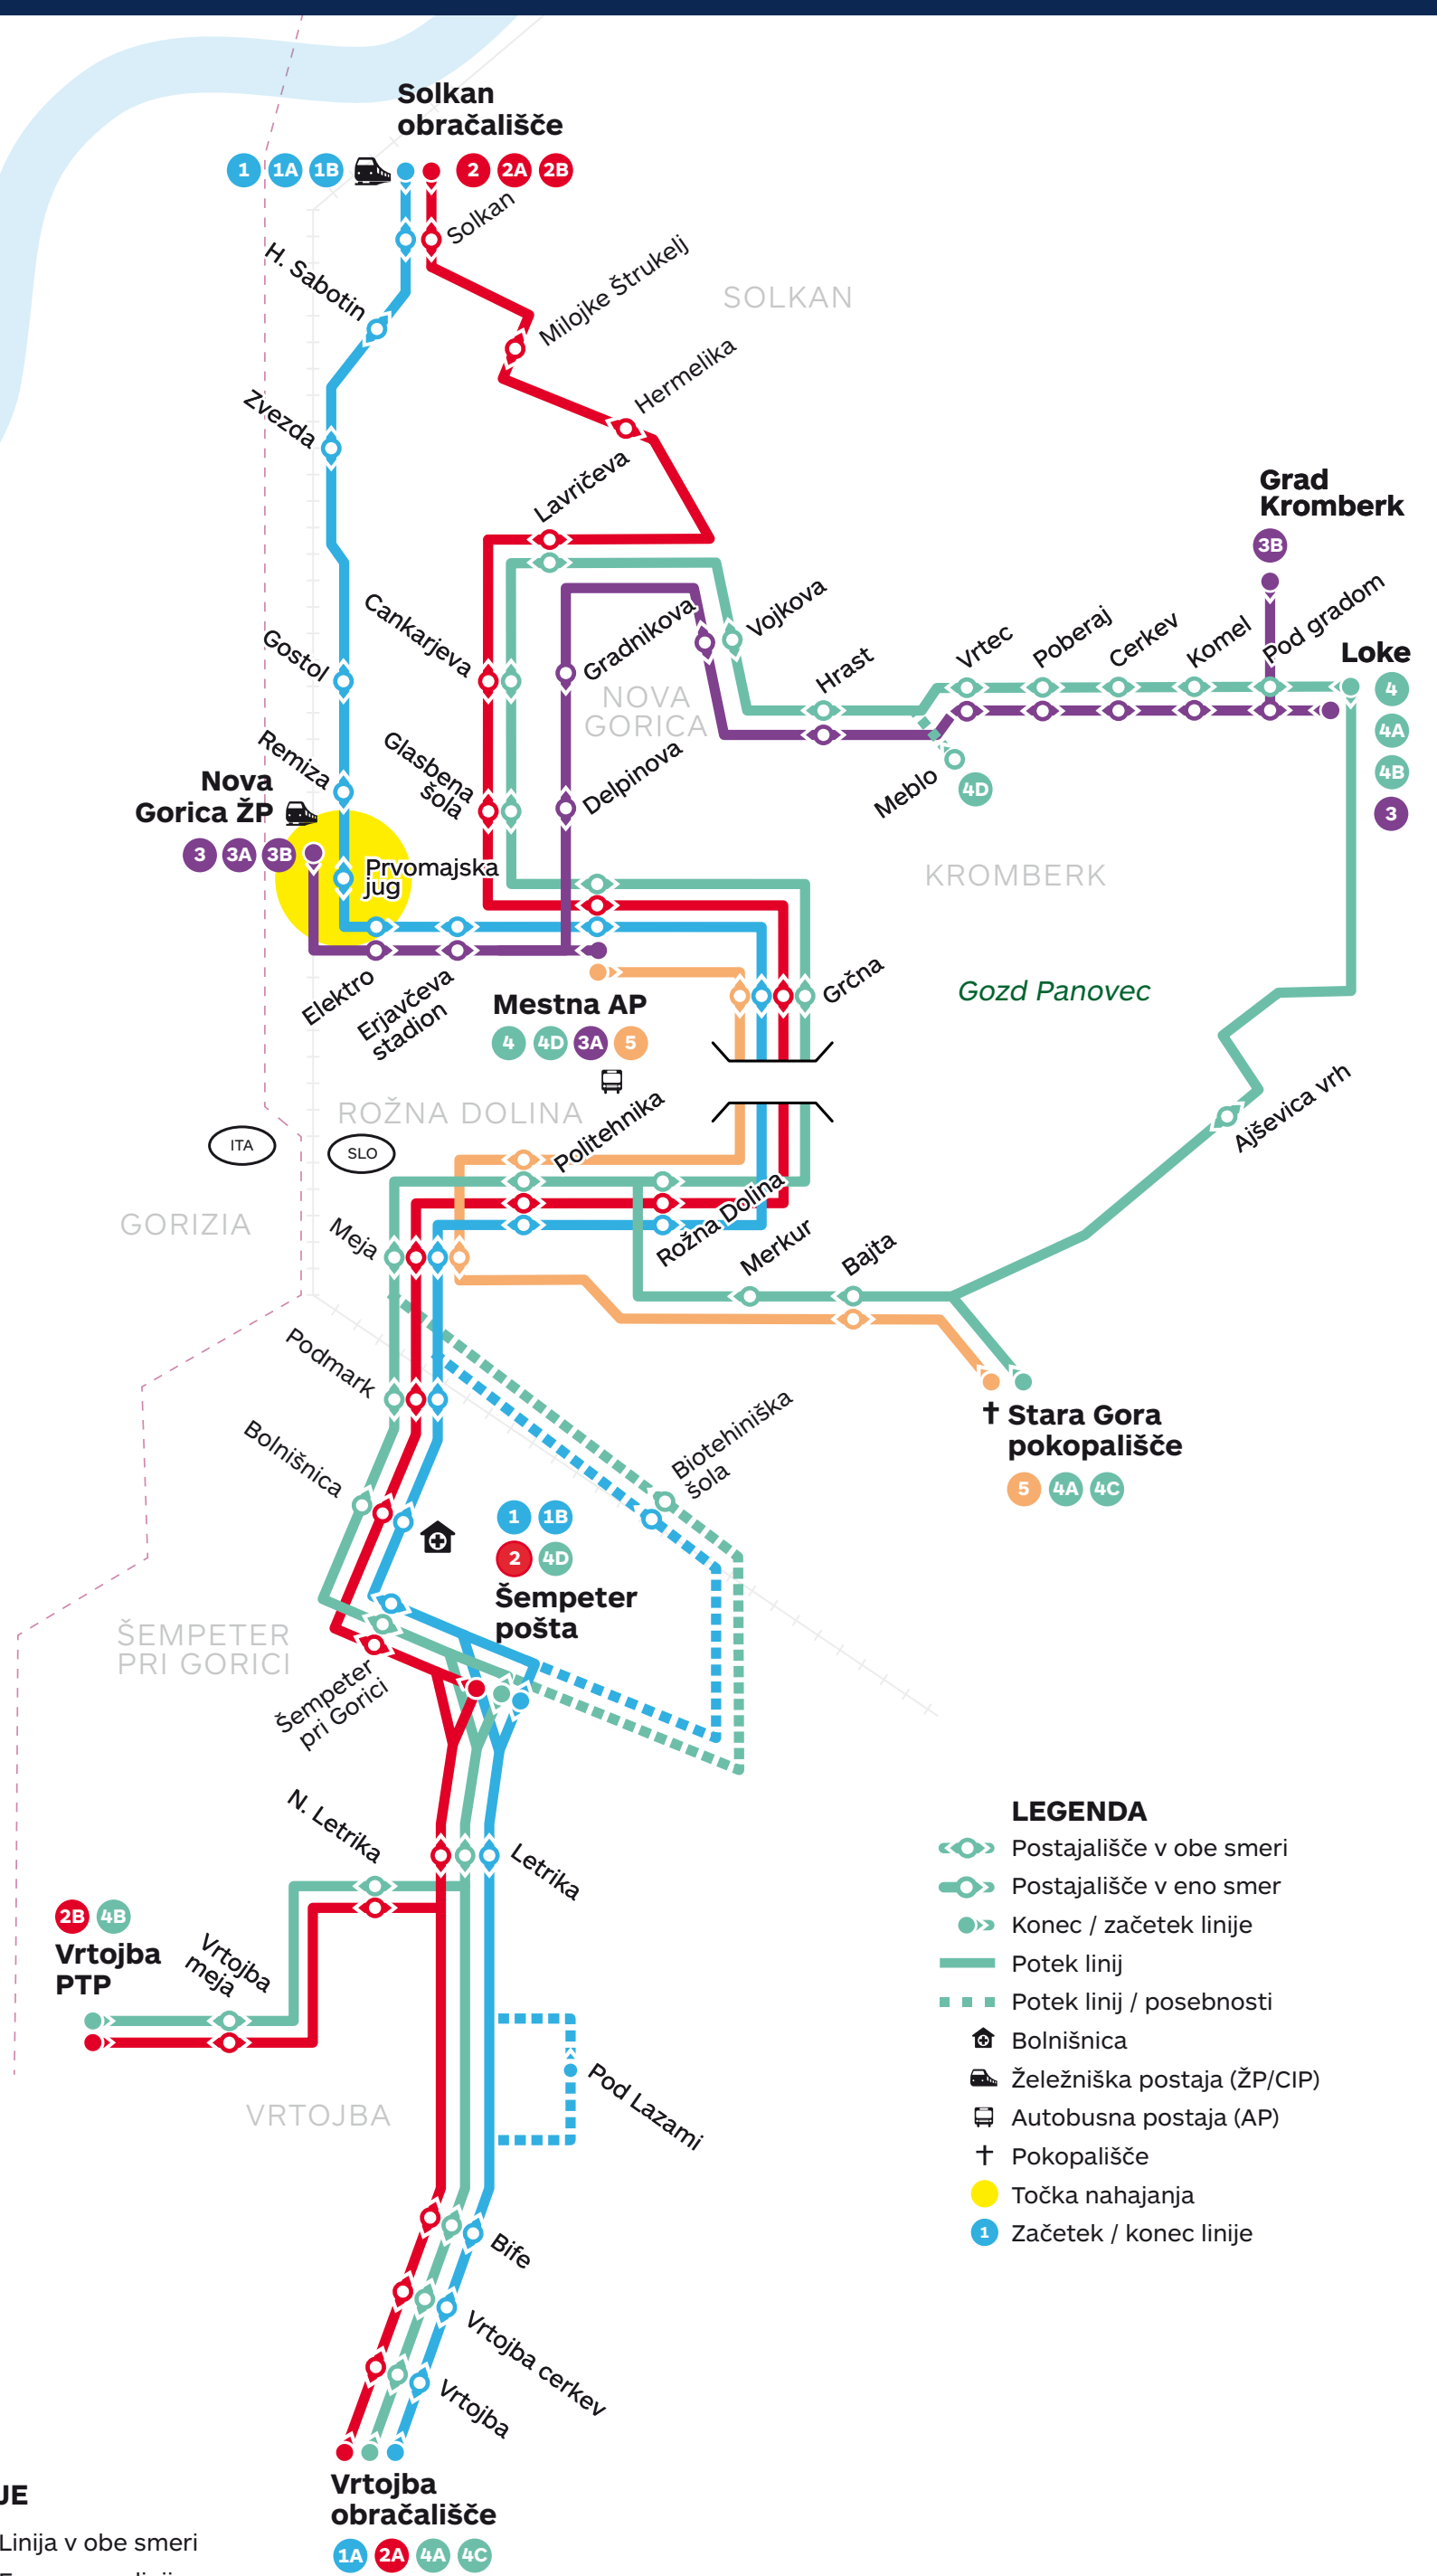 Solkan
obračališče
1 1A 1B
2 2A 2B
Solkan
H. Sabotin
Milojke Štrukelj
SOLKAN
Hermelika
Zvezda
Lavričeva
Grad
Kromberk
3B
Cankarjeva
Gradnikova
Vojkova
Gostol
Hrast
Vrtec
Poberaj
Cerkev
Komel
Pod gradom
Loke
4
4A
4B
3
NOVA
GORICA
Remiza
Glasbena
šola
Delpinova
Meblo
4D
Nova
Gorica ŽP
3 3A 3B
Prvomajska
jug
KROMBERK
Elektro
Erjavčeva
stadion
Mestna AP
4 4D 3A 5
Grčna
Gozd Panovec
ROŽNA DOLINA
Politehnika
Ajševica vrh
ITA
SLO
GORIZIA
Meja
Rožna Dolina
Merkur
Bajta
Podmark
Stara Gora
pokopališče
5 4A 4C
Bolnišnica
Biotehiniška
šola
1 1B
2 4D
Šempeter
pošta
ŠEMPETER
PRI GORICI
Šempeter
pri Gorici
N. Letrika
Letrika
2B 4B
Vrtojba
PTP
Vrtojba
meja
Pod Lazami
VRTOJBA
Bife
Vrtojba cerkev
Vrtojba
LEGENDA
Postajališče v obe smeri
Postajališče v eno smer
Konec / začetek linije
Potek linij
Potek linij / posebnosti
Bolnišnica
Železniška postaja (ŽP/CIP)
Autobusna postaja (AP)
Pokopališče
Točka nahajanja
1 Začetek / konec linije
Vrtojba
obračališče
1A 2A 4A 4C
JE
Linija v obe smeri